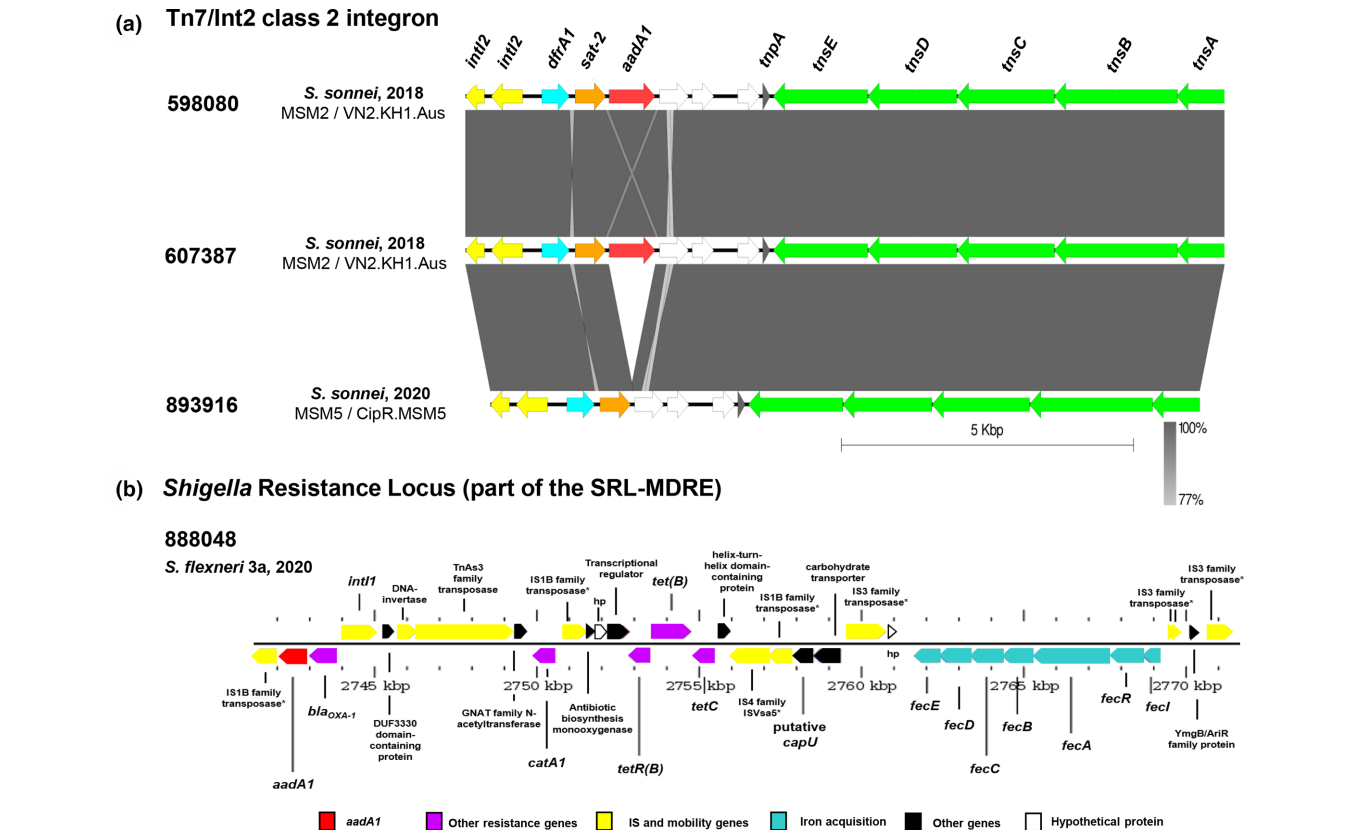 (a) Tn7/Int2 class 2 integron
intI2 intI2 dfrA1 sat-2 aadA1 tnpA tnsE tnsD tnsC tnsB tnsA
598080
S. sonnei, 2018
MSM2 / VN2.KH1.Aus
607387
S. sonnei, 2018
MSM2 / VN2.KH1.Aus
893916
S. sonnei, 2020
MSM5 / CipR.MSM5
5 Kbp
100%
77%
(b) Shigella Resistance Locus (part of the SRL-MDRE)
888048
S. flexneri 3a, 2020
intI1
DNA-
invertase
TnAs3
family
transposase
IS1B family
transposase*
hp
Transcriptional
regulator
tet(B)
helix-turn-
helix domain-
containing
protein
IS1B family
transposase*
carbohydrate
transporter
IS3 family
transposase*
IS3 family
transposase*
IS3 family
transposase*
hp
2745 kbp 2750 kbp 2755 kbp 2760 kbp 2765 kbp 2770 kbp
IS1B family
transposase*
aadA1
blaOXA-1
DUF3330
domain-
containing
protein
GNAT family N-
acetyltransferase
catA1
Antibiotic
biosynthesis
monooxygenase
tetR(B)
tetC
IS4 family
ISVsa5*
putative
capU
fecE
fecD
fecC
fecB
fecA
fecR
fecI
YmgB/AriR
family protein
aadA1 Other resistance genes IS and mobility genes Iron acquisition Other genes Hypothetical protein